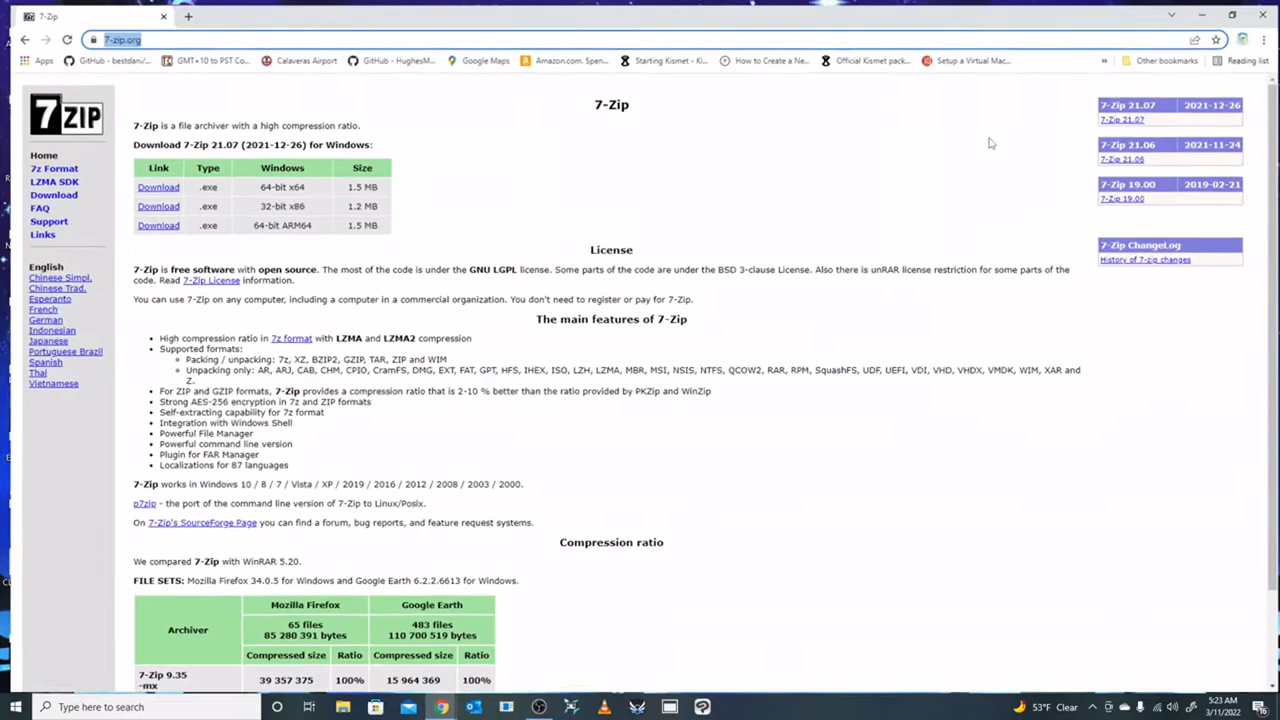 7-Zip
7-zip.org
Apps
GitHub - bestdani/...
GMT+10 to PST Co...
Calaveras Airport
GitHub - HughesM...
Google Maps
Amazon.com. Spen...
Starting Kismet - Ki...
How to Create a Ne...
Official Kismet pack...
Setup a Virtual Mac...
»
Other bookmarks
Reading list
7ZIP
Home
7z Format
LZMA SDK
Download
FAQ
Support
Links
English
Chinese Simpl.
Chinese Trad.
Esperanto
French
German
Indonesian
Japanese
Portuguese Brazil
Spanish
Thai
Vietnamese
7-Zip
7-Zip is a file archiver with a high compression ratio.
Download 7-Zip 21.07 (2021-12-26) for Windows:
Link Type Windows Size
Download .exe 64-bit x64 1.5 MB
Download .exe 32-bit x86 1.2 MB
Download .exe 64-bit ARM64 1.5 MB
License
7-Zip is free software with open source. The most of the code is under the GNU LGPL license. Some parts of the code are under the BSD 3-clause License. Also there is unRAR license restriction for some parts of the
code. Read 7-Zip License information.
You can use 7-Zip on any computer, including a computer in a commercial organization. You don't need to register or pay for 7-Zip.
The main features of 7-Zip
High compression ratio in 7z format with LZMA and LZMA2 compression
Supported formats:
Packing / unpacking: 7z, XZ, BZIP2, GZIP, TAR, ZIP and WIM
Unpacking only: AR, ARJ, CAB, CHM, CPIO, CramFS, DMG, EXT, FAT, GPT, HFS, IHEX, ISO, LZH, LZMA, MBR, MSI, NSIS, NTFS, QCOW2, RAR, RPM, SquashFS, UDF, UEFI, VDI, VHD, VHDX, VMDK, WIM, XAR and
Z.
For ZIP and GZIP formats, 7-Zip provides a compression ratio that is 2-10 % better than the ratio provided by PKZip and WinZip
Strong AES-256 encryption in 7z and ZIP formats
Self-extracting capability for 7z format
Integration with Windows Shell
Powerful File Manager
Powerful command line version
Plugin for FAR Manager
Localizations for 87 languages
7-Zip works in Windows 10 / 8 / 7 / Vista / XP / 2019 / 2016 / 2012 / 2008 / 2003 / 2000.
p7zip - the port of the command line version of 7-Zip to Linux/Posix.
On 7-Zip's SourceForge Page you can find a forum, bug reports, and feature request systems.
Compression ratio
We compared 7-Zip with WinRAR 5.20.
FILE SETS: Mozilla Firefox 34.0.5 for Windows and Google Earth 6.2.2.6613 for Windows.
Archiver
Mozilla Firefox Google Earth
65 files 483 files
85 280 391 bytes 110 700 519 bytes
Compressed size Ratio Compressed size Ratio
7-Zip 9.35
-mx
39 357 375 100% 15 964 369 100%
7-Zip 21.07 2021-12-26
7-Zip 21.07
7-Zip 21.06 2021-11-24
7-Zip 21.06
7-Zip 19.00 2019-02-21
7-Zip 19.00
7-Zip ChangeLog
History of 7-zip changes
Type here to search
53°F Clear
5:23 AM
3/11/2022